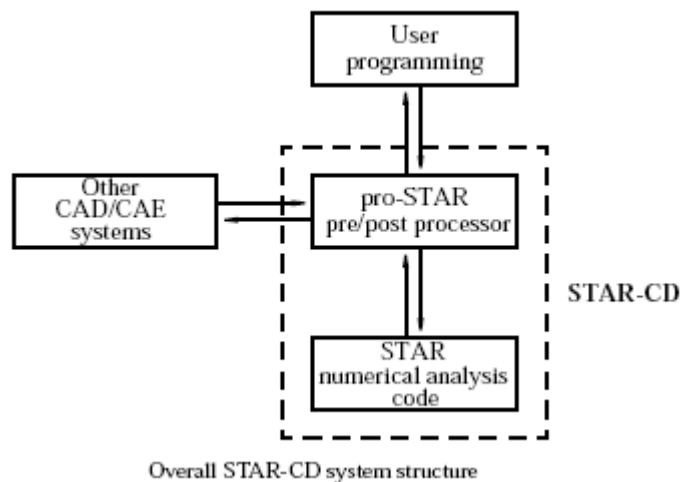 User
programming
Other
CAD/CAE
systems
pro-STAR
pre/post processor
STAR-CD
STAR
numerical analysis
code
Overall STAR-CD system structure